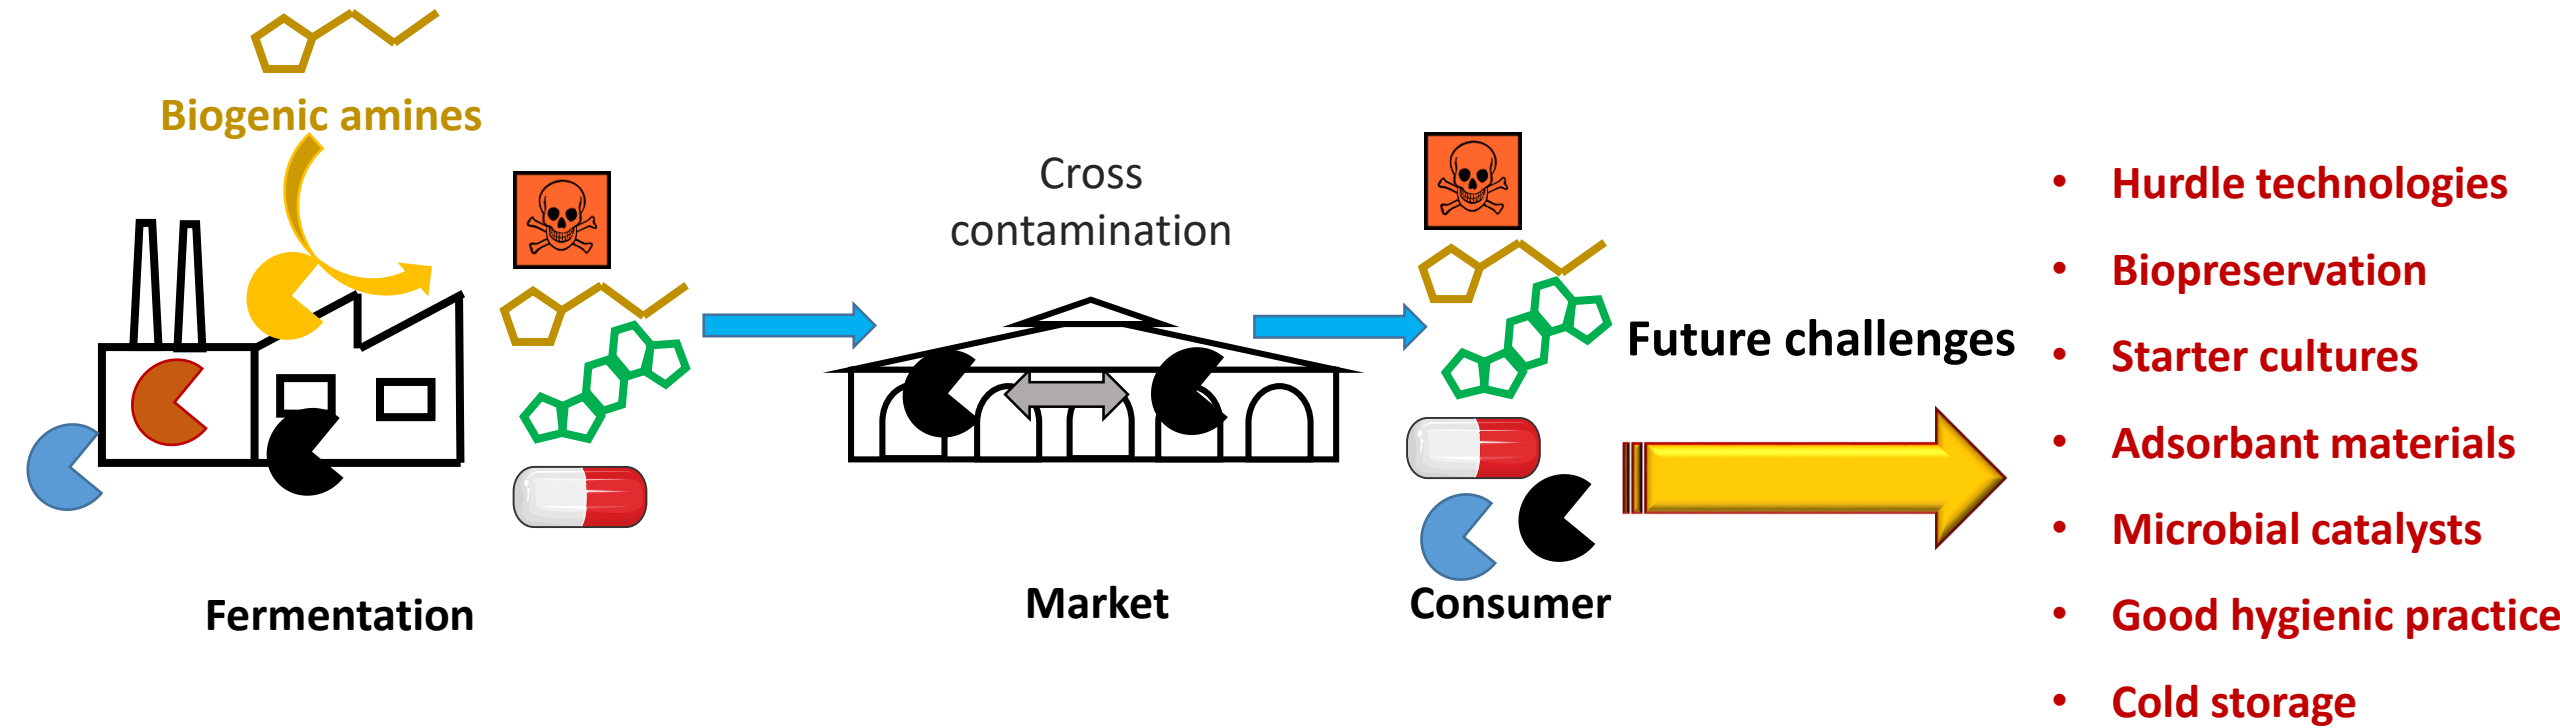 Biogenic amines
Cross
contamination
Fermentation
Market
Consumer
Future challenges
• Hurdle technologies
• Biopreservation
• Starter cultures
• Adsorbant materials
• Microbial catalysts
• Good hygienic practice
• Cold storage